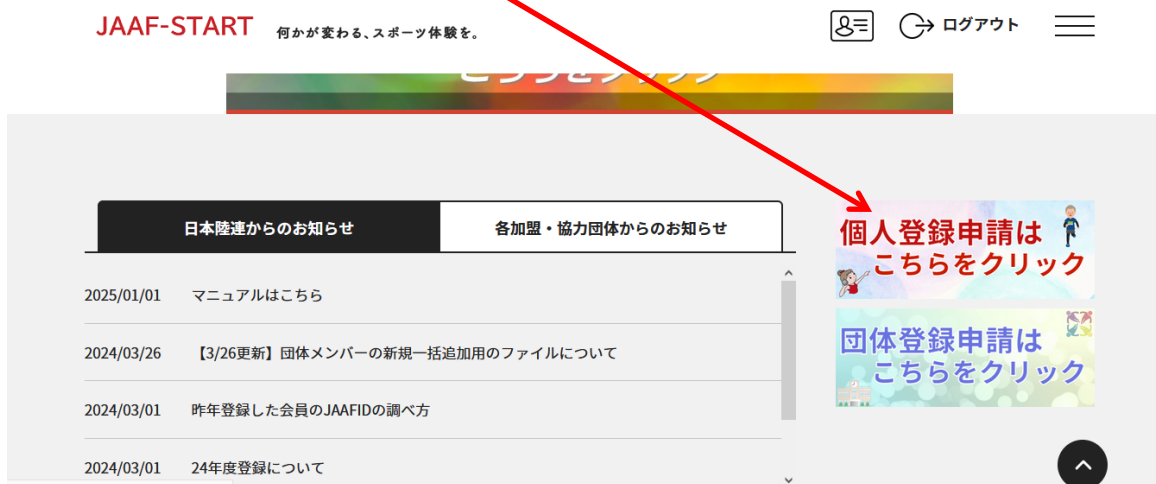 JAAF-START 何かが変わる、スポーツ体験を。
ログアウト
こちらをクリック
日本陸連からのお知らせ
各加盟・協力団体からのお知らせ
2025/01/01 マニュアルはこちら
2024/03/26 【3/26更新】団体メンバーの新規一括追加用のファイルについて
2024/03/01 昨年登録した会員のJAAFIDの調べ方
2024/03/01 24年度登録について
個人登録申請は
こちらをクリック
団体登録申請は
こちらをクリック